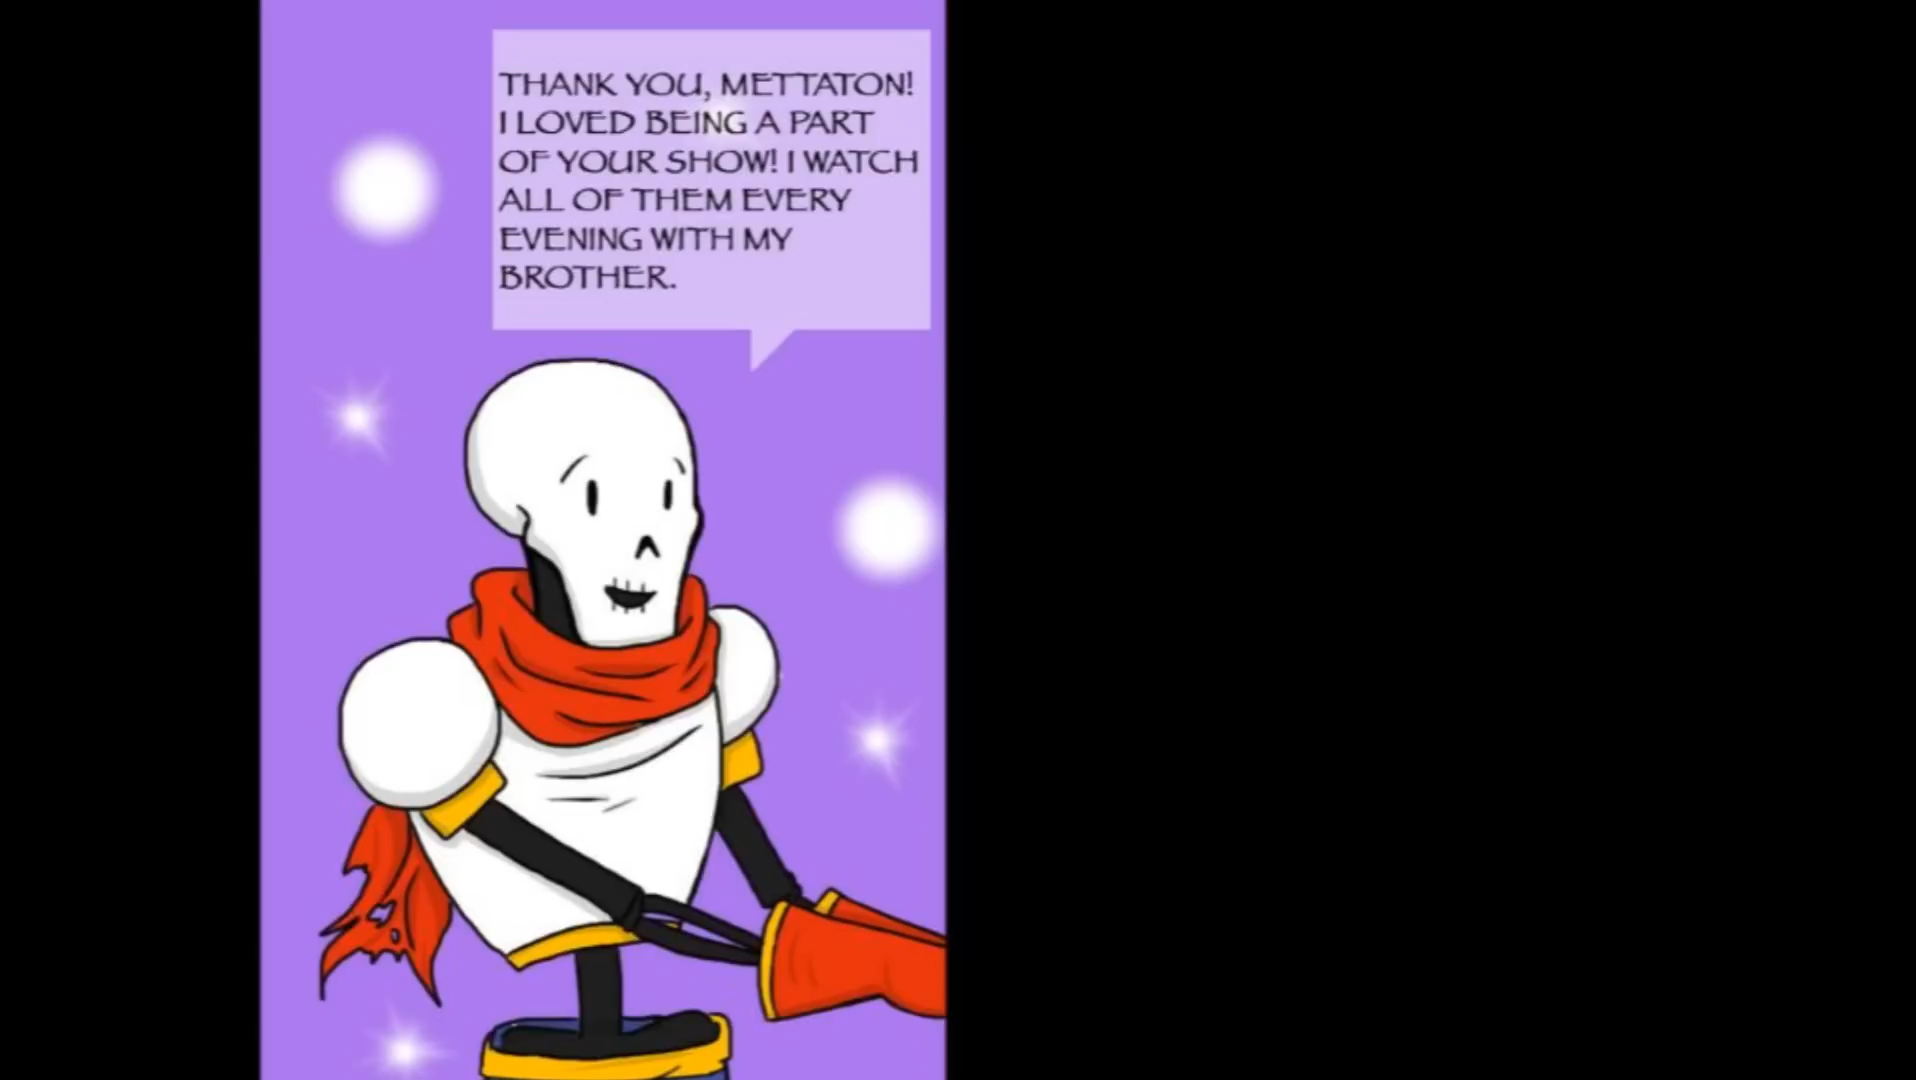 THANK YOU, METTATON!
I LOVED BEING A PART
OF YOUR SHOW! I WATCH
ALL OF THEM EVERY
EVENING WITH MY
BROTHER.